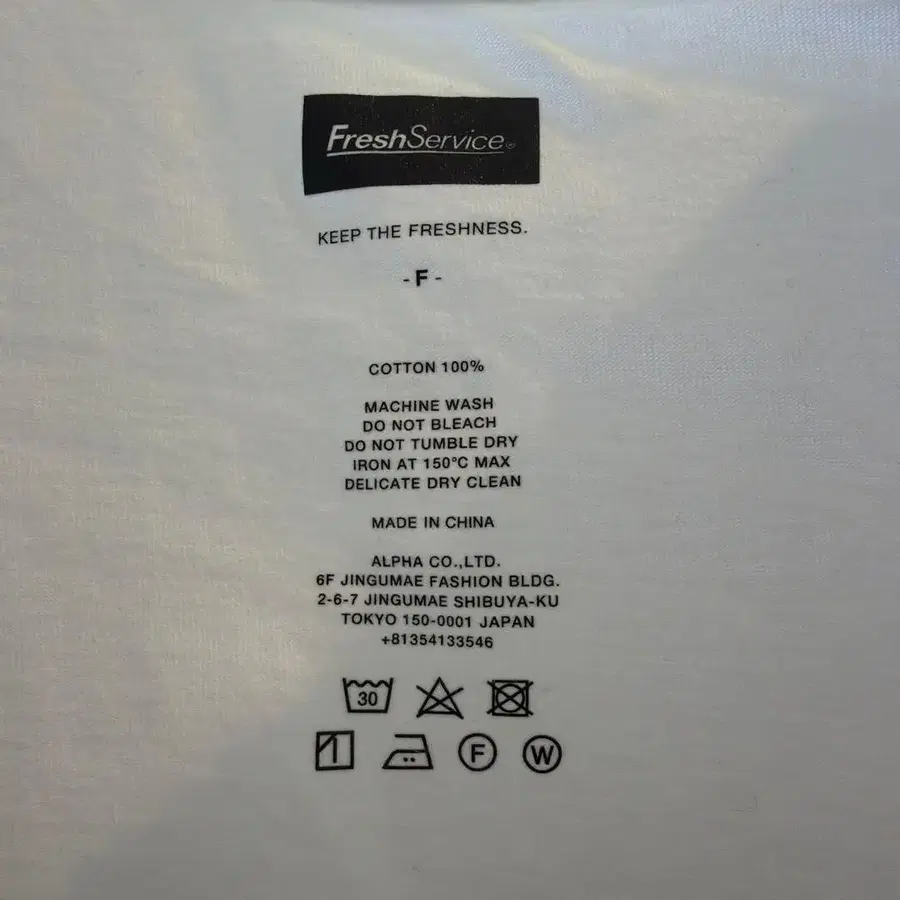 FreshService®
KEEP THE FRESHNESS.
- F -
COTTON 100%
MACHINE WASH
DO NOT BLEACH
DO NOT TUMBLE DRY
IRON AT 150°C MAX
DELICATE DRY CLEAN
MADE IN CHINA
ALPHA CO.,LTD.
6F JINGUMAE FASHION BLDG.
2-6-7 JINGUMAE SHIBUYA-KU
TOKYO 150-0001 JAPAN
+81354133546
30
F W